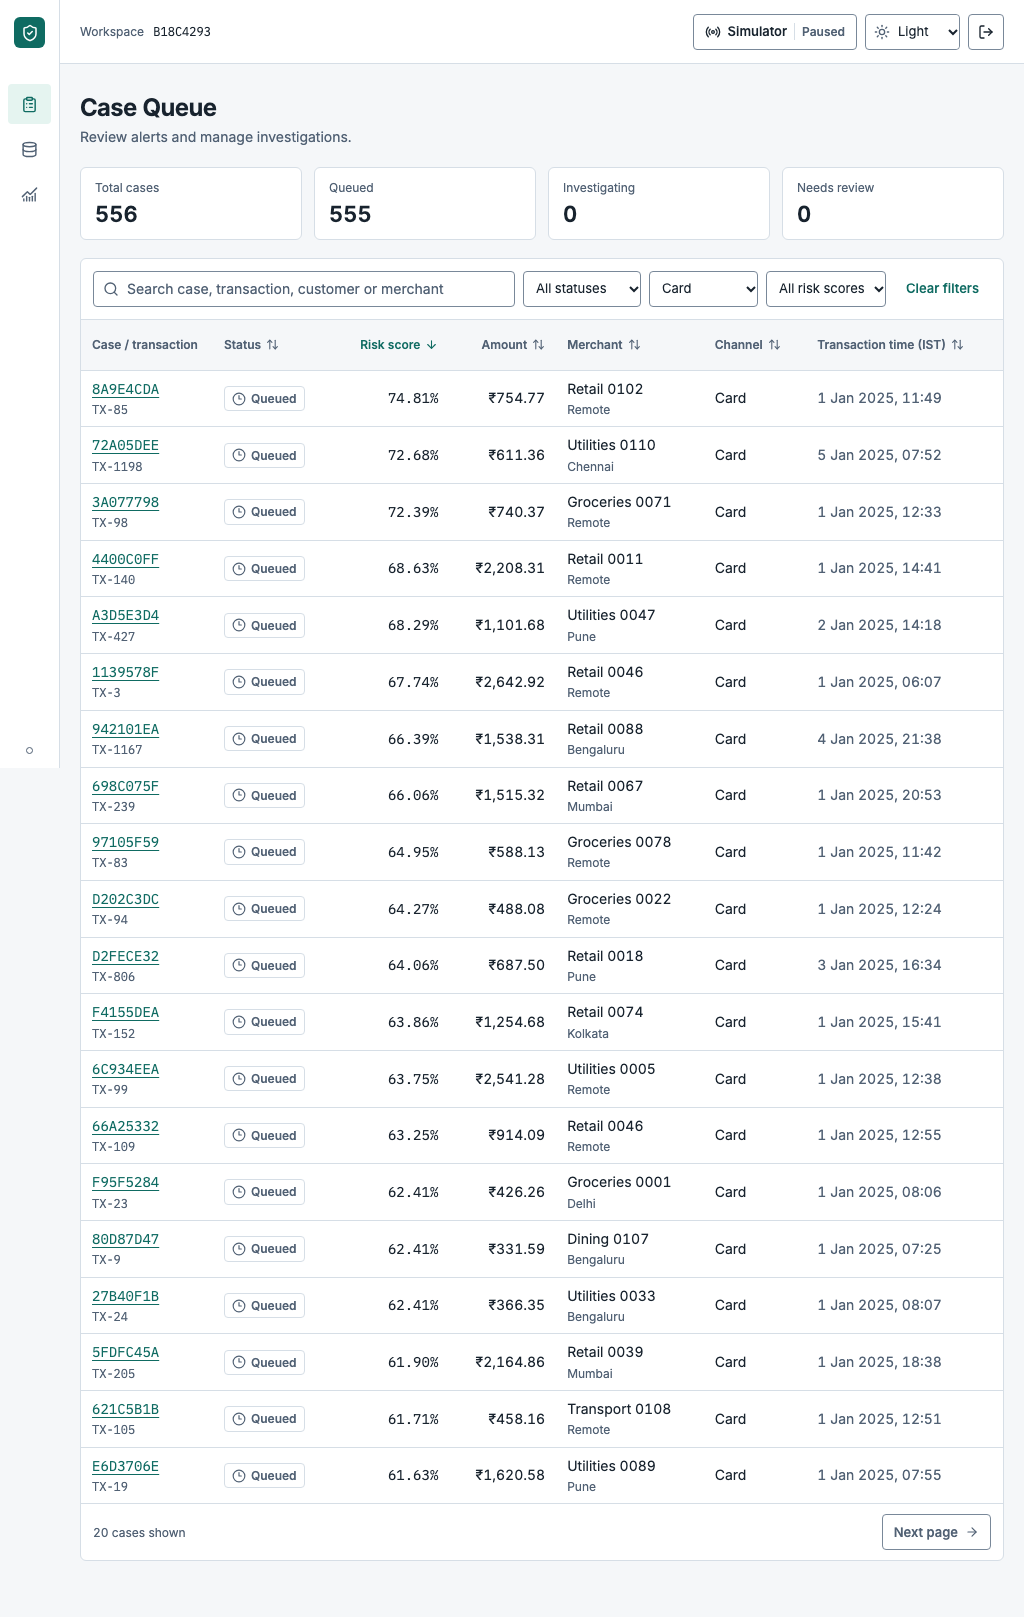 Workspace B18C4293
Simulator Paused
Light
Case Queue
Review alerts and manage investigations.
Total cases
556
Queued
555
Investigating
0
Needs review
0
Search case, transaction, customer or merchant
All statuses
Card
All risk scores
Clear filters
Case / transaction Status Risk score Amount Merchant Channel Transaction time (IST)
8A9E4CDA Queued 74.81% ₹754.77 Retail 0102 Card 1 Jan 2025, 11:49
TX-85 Remote
72A05DEE Queued 72.68% ₹611.36 Utilities 0110 Card 5 Jan 2025, 07:52
TX-1198 Chennai
3A077798 Queued 72.39% ₹740.37 Groceries 0071 Card 1 Jan 2025, 12:33
TX-98 Remote
4400C0FF Queued 68.63% ₹2,208.31 Retail 0011 Card 1 Jan 2025, 14:41
TX-140 Remote
A3D5E3D4 Queued 68.29% ₹1,101.68 Utilities 0047 Card 2 Jan 2025, 14:18
TX-427 Pune
1139578F Queued 67.74% ₹2,642.92 Retail 0046 Card 1 Jan 2025, 06:07
TX-3 Remote
942101EA Queued 66.39% ₹1,538.31 Retail 0088 Card 4 Jan 2025, 21:38
TX-1167 Bengaluru
698C075F Queued 66.06% ₹1,515.32 Retail 0067 Card 1 Jan 2025, 20:53
TX-239 Mumbai
97105F59 Queued 64.95% ₹588.13 Groceries 0078 Card 1 Jan 2025, 11:42
TX-83 Remote
D202C3DC Queued 64.27% ₹488.08 Groceries 0022 Card 1 Jan 2025, 12:24
TX-94 Remote
D2FECE32 Queued 64.06% ₹687.50 Retail 0018 Card 3 Jan 2025, 16:34
TX-806 Pune
F4155DEA Queued 63.86% ₹1,254.68 Retail 0074 Card 1 Jan 2025, 15:41
TX-152 Kolkata
6C934EEA Queued 63.75% ₹2,541.28 Utilities 0005 Card 1 Jan 2025, 12:38
TX-99 Remote
66A25332 Queued 63.25% ₹914.09 Retail 0046 Card 1 Jan 2025, 12:55
TX-109 Remote
F95F5284 Queued 62.41% ₹426.26 Groceries 0001 Card 1 Jan 2025, 08:06
TX-23 Delhi
80D87D47 Queued 62.41% ₹331.59 Dining 0107 Card 1 Jan 2025, 07:25
TX-9 Bengaluru
27B40F1B Queued 62.41% ₹366.35 Utilities 0033 Card 1 Jan 2025, 08:07
TX-24 Bengaluru
5FDFC45A Queued 61.90% ₹2,164.86 Retail 0039 Card 1 Jan 2025, 18:38
TX-205 Mumbai
621C5B1B Queued 61.71% ₹458.16 Transport 0108 Card 1 Jan 2025, 12:51
TX-105 Remote
E6D3706E Queued 61.63% ₹1,620.58 Utilities 0089 Card 1 Jan 2025, 07:55
TX-19 Pune
20 cases shown
Next page